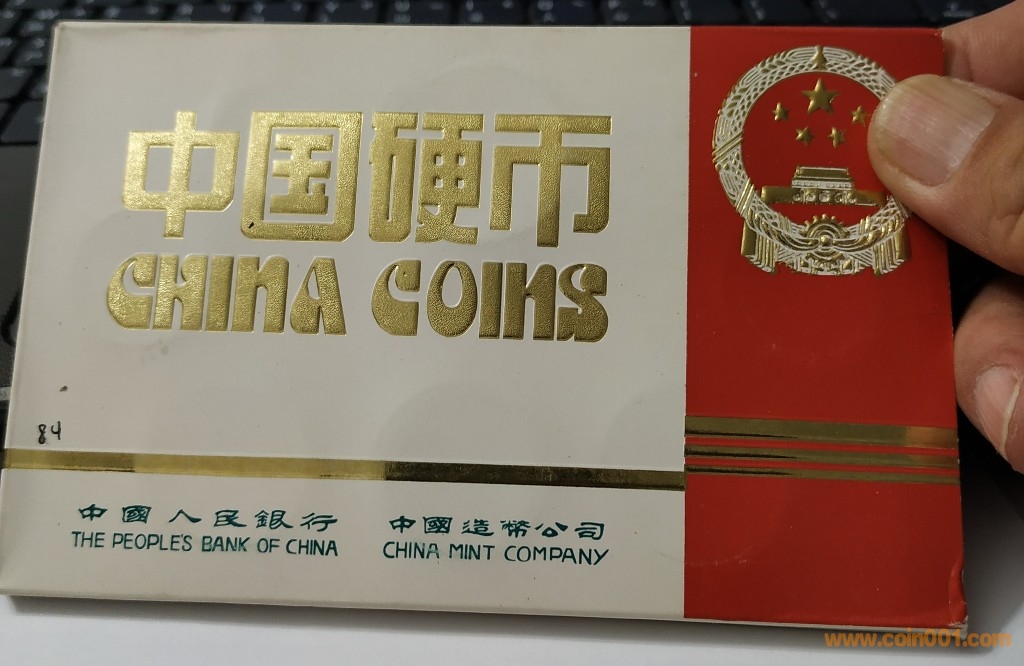 中国硬币
CHINA COINS
84
中國人民銀行
THE PEOPLE'S BANK OF CHINA
中國造幣公司
CHINA MINT COMPANY
www.coin001.com